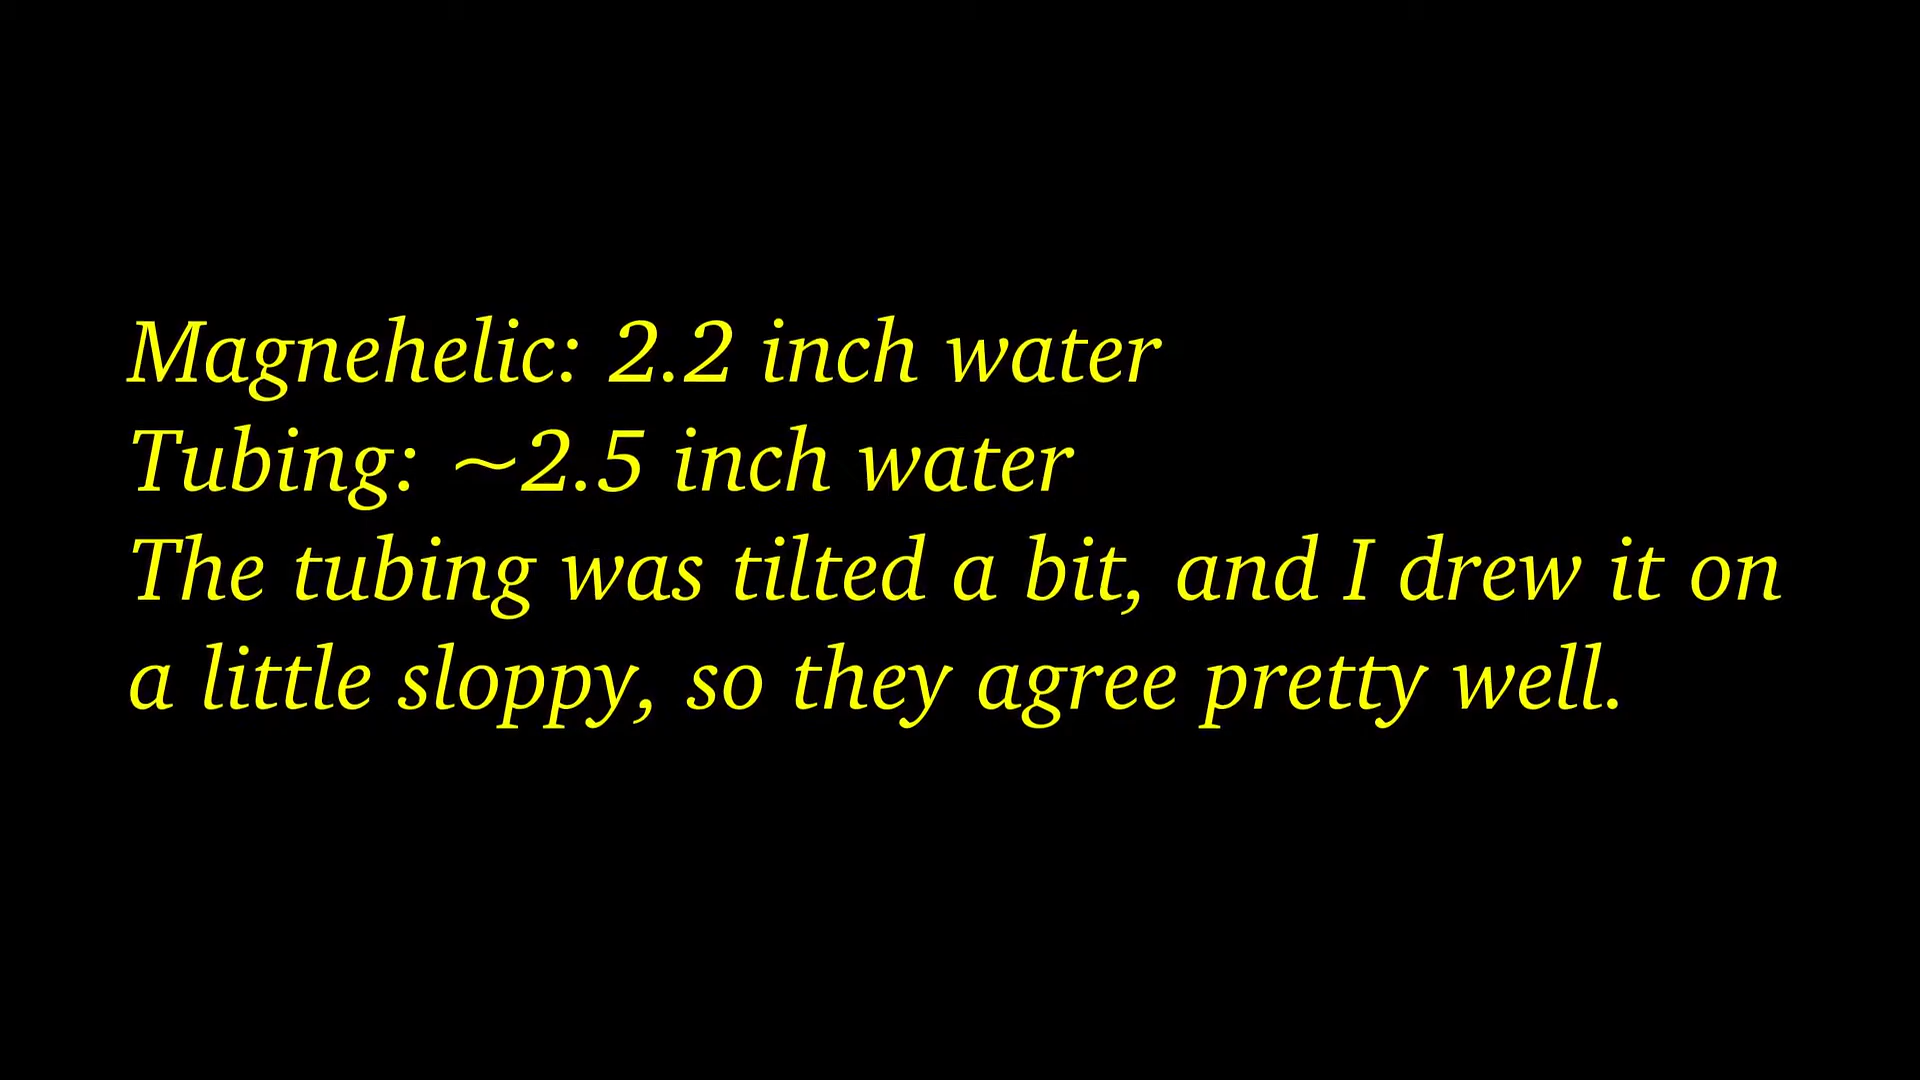 Magnehelic: 2.2 inch water
Tubing: ~2.5 inch water
The tubing was tilted a bit, and I drew it on
a little sloppy, so they agree pretty well.